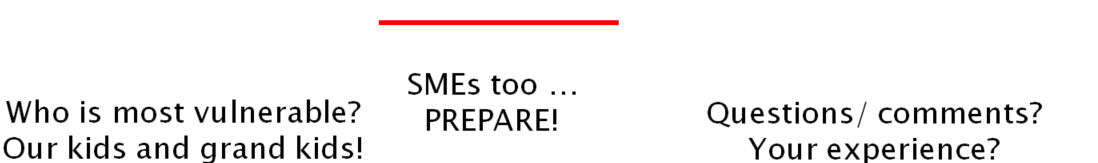 Who is most vulnerable?
Our kids and grand kids!
SMEs too ...
PREPARE!
Questions/ comments?
Your experience?